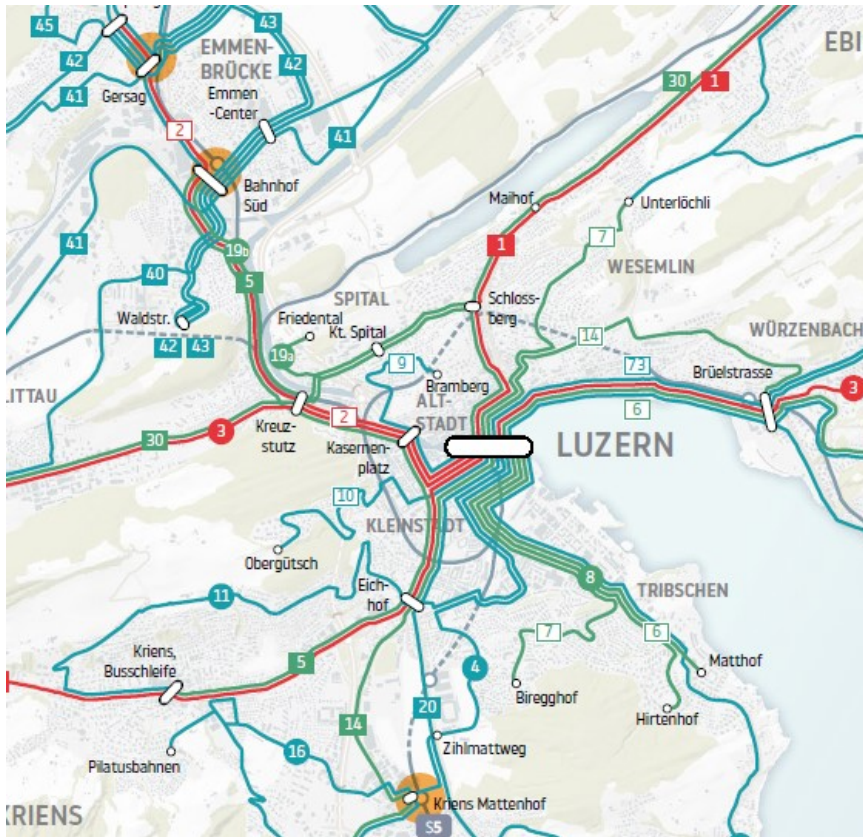 45
43
42
EMMEN-
BRÜCKE
42
41
Gersag
Emmen
-Center
2
41
Bahnhof
Süd
EBI
30
1
Maihof
Unterlöchli
7
WESEMLIN
1
41
19b
40
5
Waldstr.
42
43
SPITAL
Friedental
Kt. Spital
19a
Schloss-
berg
14
WÜRZENBACH
9
Bramberg
73
Brüelstrasse
3
LITTAU
ALT-
STADT
2
6
3
30
Kreuz-
stutz
Kasernen-
platz
LUZERN
10
KLEINSTADT
Obergütsch
8
TRIBSCHEN
11
Eich-
hof
Kriens,
Busschleife
5
7
6
4
Matthof
20
Biregghof
Hirtenhof
14
16
Zihlmattweg
Pilatusbahnen
Kriens Mattenhof
KRIENS
S5